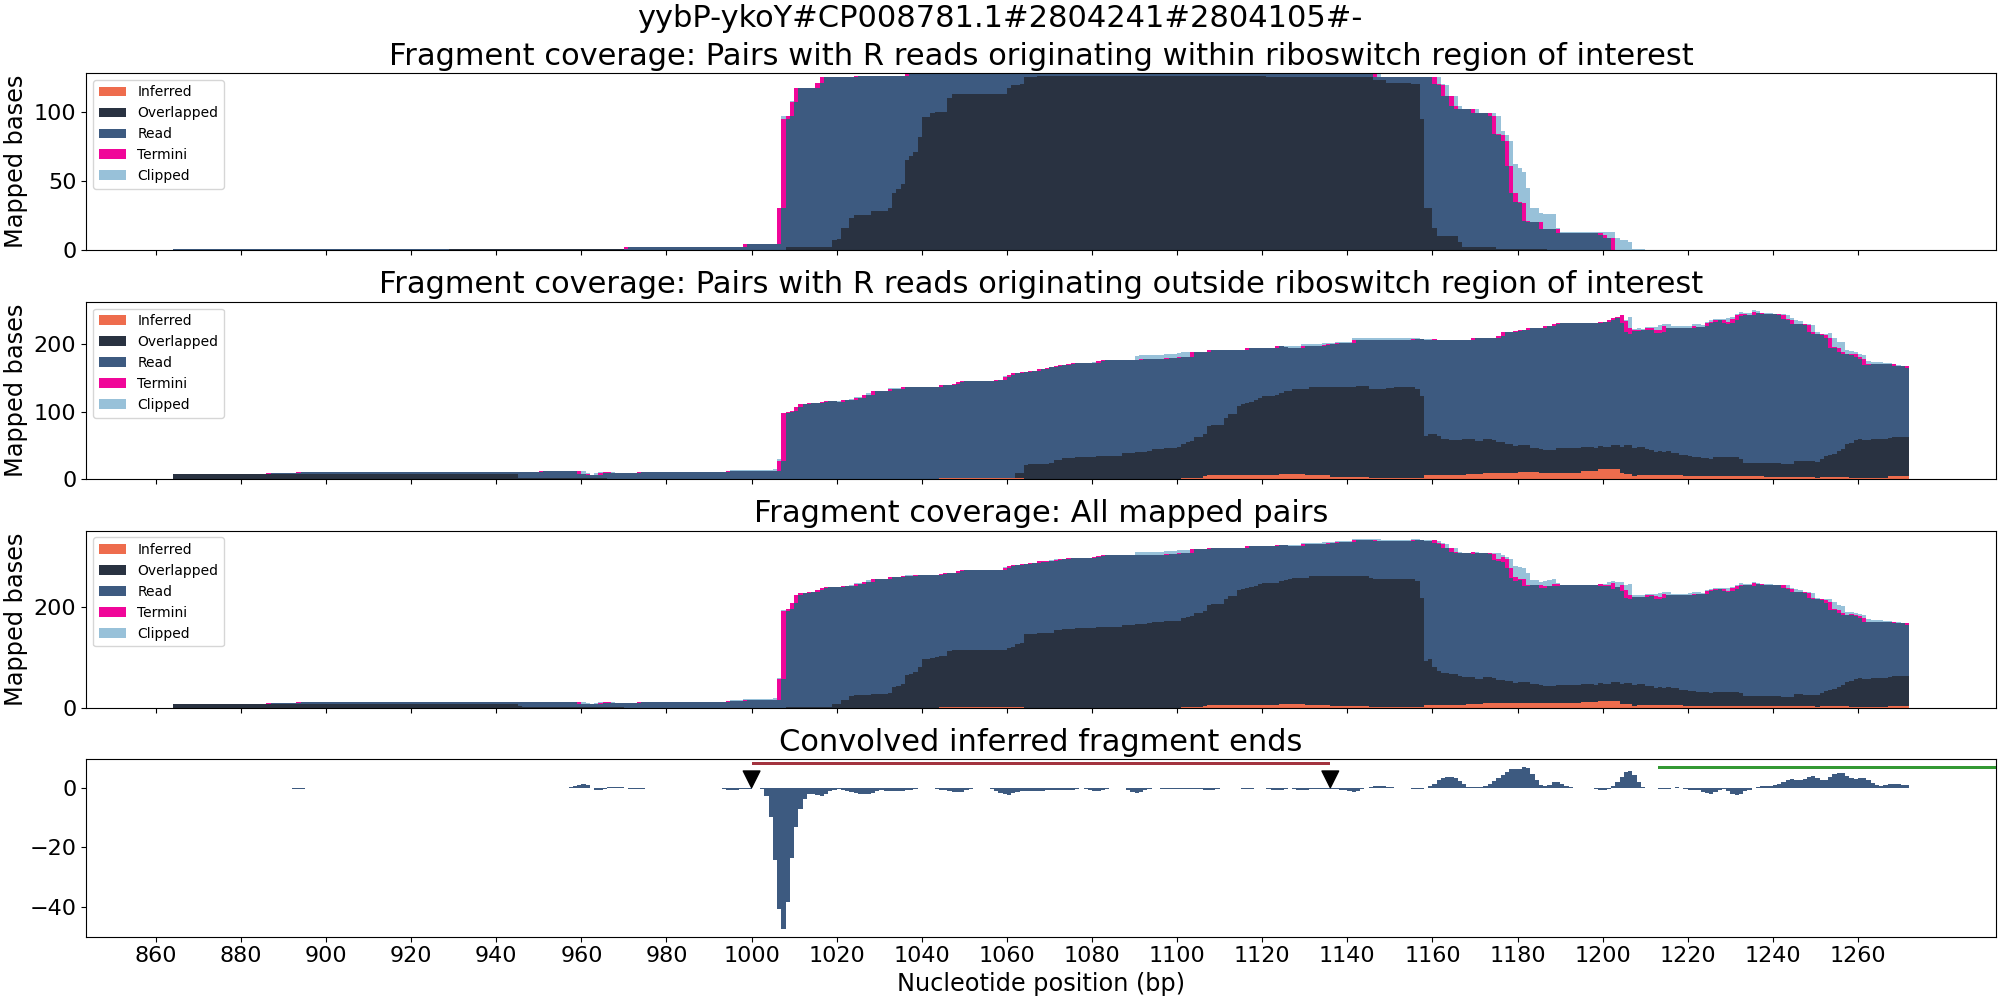 yybP-ykoY#CP008781.1#2804241#2804105#-
Fragment coverage: Pairs with R reads originating within riboswitch region of interest
Mapped bases
100
50
0
Inferred
Overlapped
Read
Termini
Clipped
Fragment coverage: Pairs with R reads originating outside riboswitch region of interest
Mapped bases
200
100
0
Inferred
Overlapped
Read
Termini
Clipped
Fragment coverage: All mapped pairs
Mapped bases
200
0
Inferred
Overlapped
Read
Termini
Clipped
Convolved inferred fragment ends
0
−20
−40
860 880 900 920 940 960 980 1000 1020 1040 1060 1080 1100 1120 1140 1160 1180 1200 1220 1240 1260
Nucleotide position (bp)